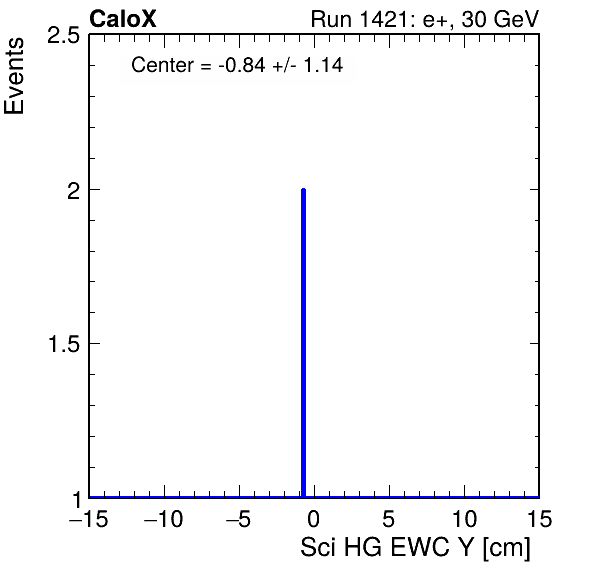 CaloX Run 1421: e+, 30 GeV
Center = -0.84 +/- 1.14
Events
2.5
2
1.5
1
−15 −10 −5 0 5 10 15
Sci HG EWC Y [cm]